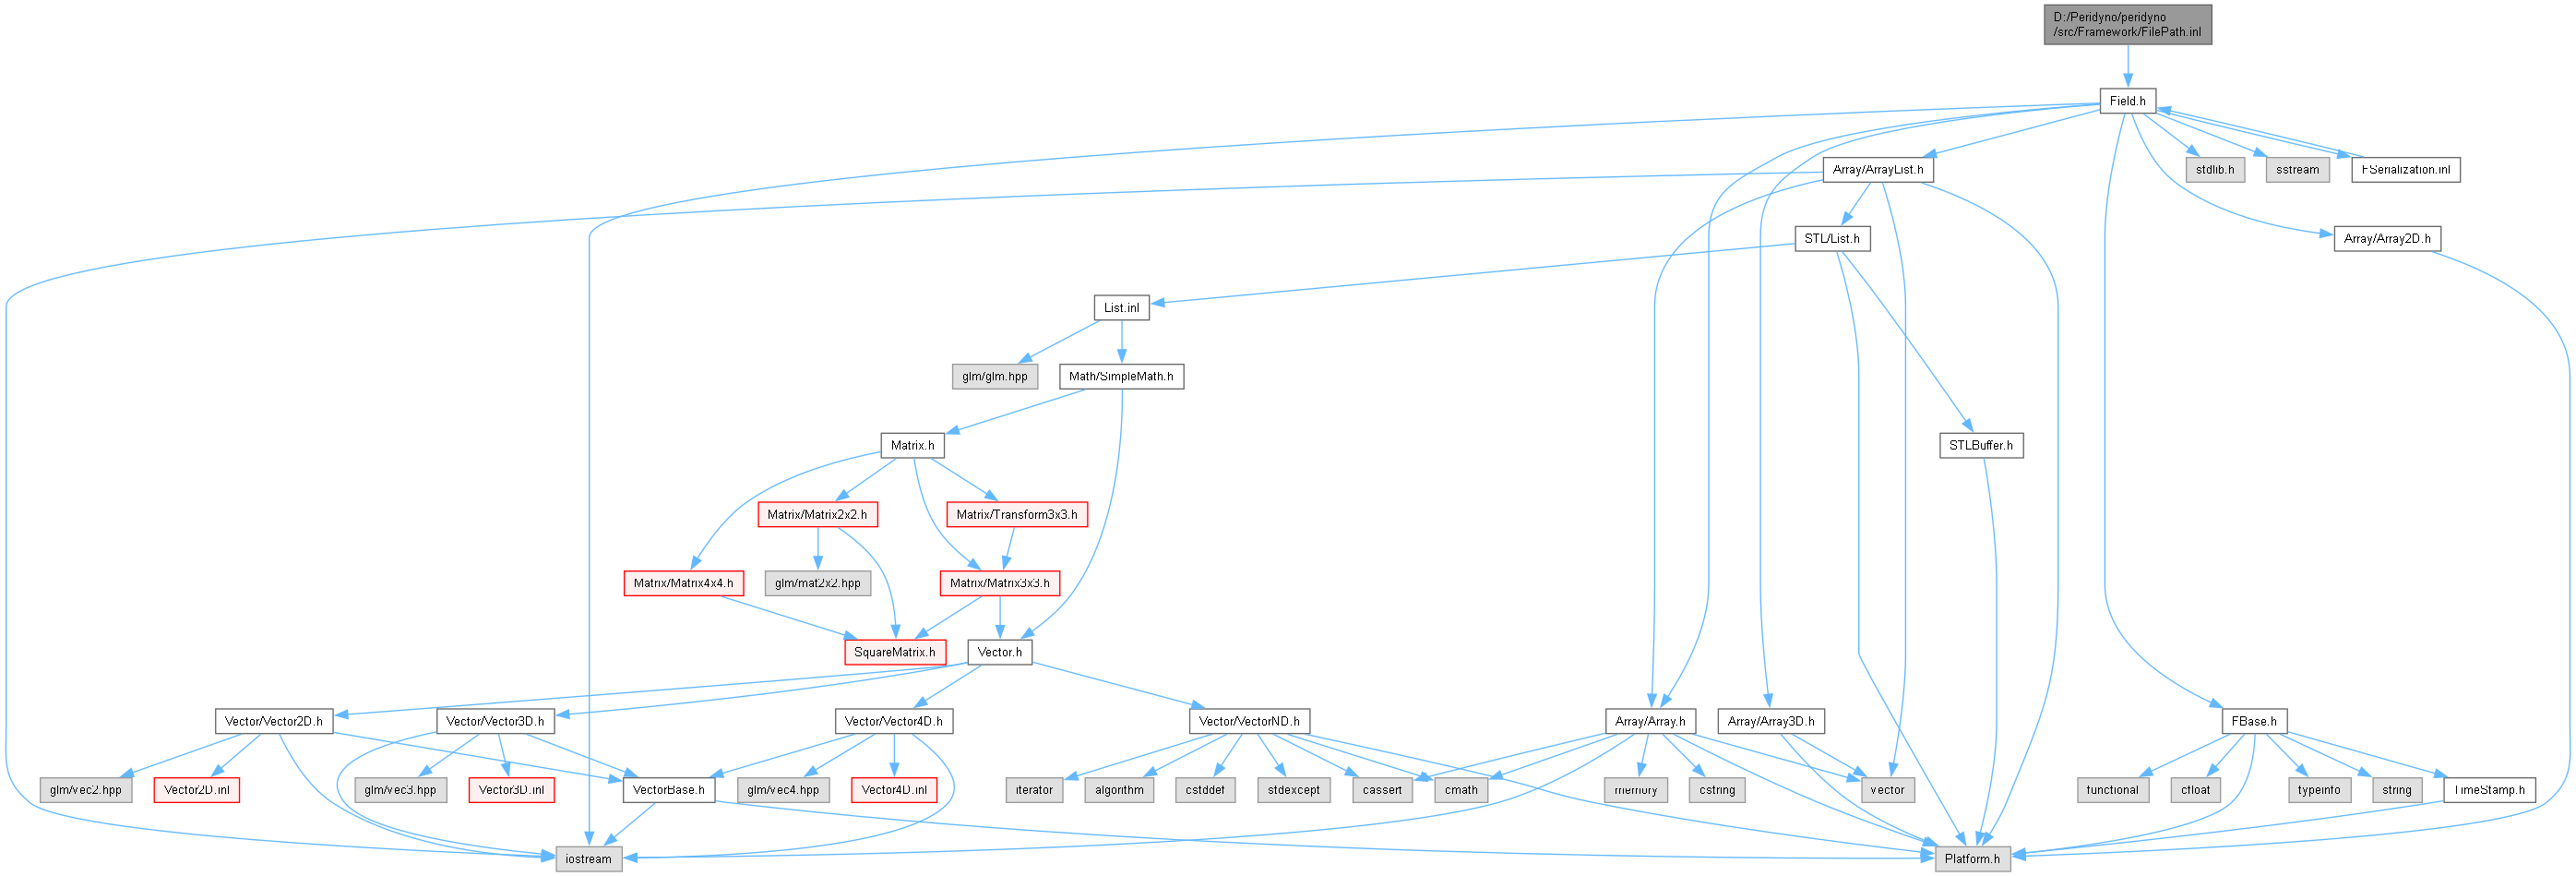 D:/Peridyno/peridyno
/src/Framework/FilePath.inl
Field.h
Array/ArrayList.h
stdlib.h
sstream
FSerialization.inl
STL/List.h
Array/Array2D.h
List.inl
glm/glm.hpp
Math/SimpleMath.h
Matrix.h
STLBuffer.h
Matrix/Matrix2x2.h
Matrix/Transform3x3.h
Matrix/Matrix4x4.h
glm/mat2x2.hpp
Matrix/Matrix3x3.h
SquareMatrix.h
Vector.h
Vector/Vector2D.h
Vector/Vector3D.h
Vector/Vector4D.h
Vector/VectorND.h
Array/Array.h
Array/Array3D.h
FBase.h
glm/vec2.hpp
Vector2D.inl
glm/vec3.hpp
Vector3D.inl
VectorBase.h
glm/vec4.hpp
Vector4D.inl
iterator
algorithm
cstddef
stdexcept
cassert
cmath
memory
cstring
vector
functional
cfloat
typeinfo
string
TimeStamp.h
iostream
Platform.h